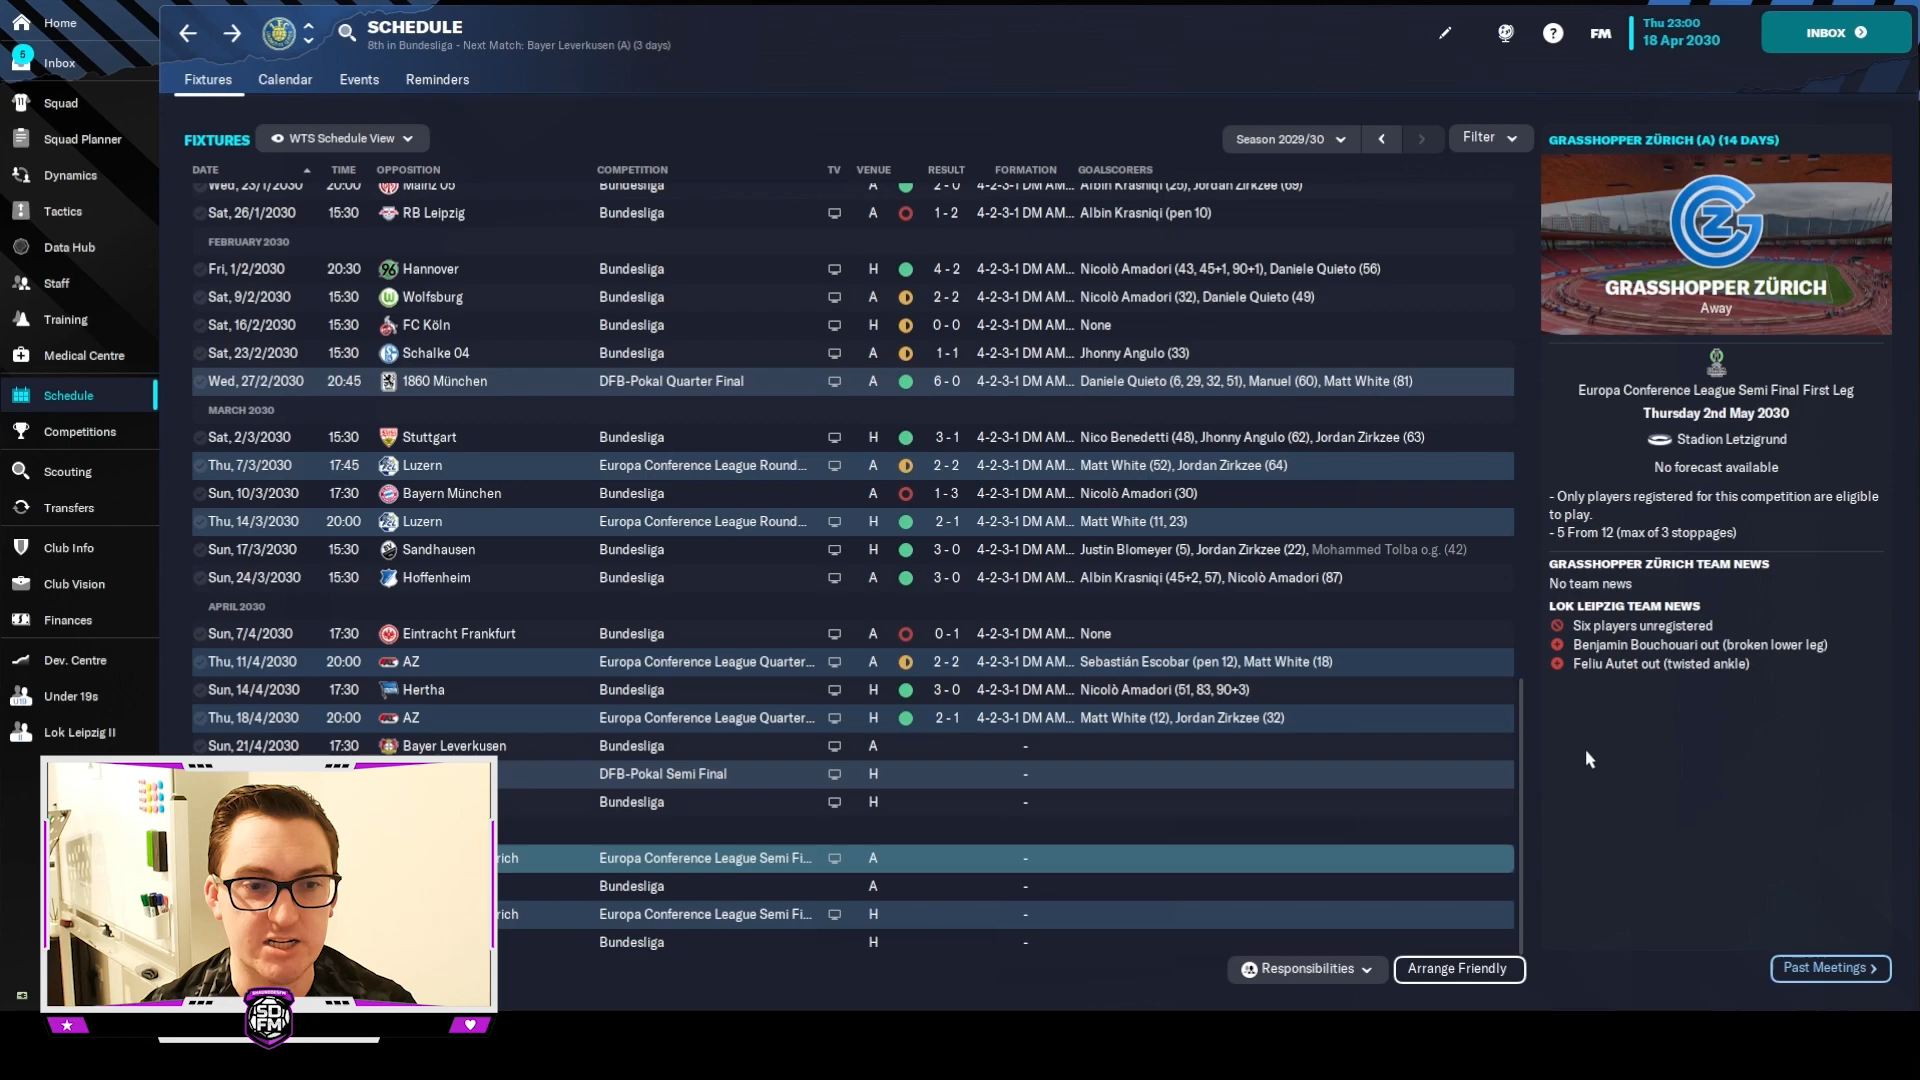 Home
SCHEDULE
8th in Bundesliga - Next Match: Bayer Leverkusen (A) (3 days)
FM
Thu 23:00
18 Apr 2030
INBOX
5
Inbox
Fixtures Calendar Events Reminders
Squad
Squad Planner
Dynamics
Tactics
Data Hub
Staff
Training
Medical Centre
Schedule
Competitions
Scouting
Transfers
Club Info
Club Vision
Finances
Dev. Centre
Under 19s
Lok Leipzig II
FIXTURES WTS Schedule View Season 2029/30 Filter
DATE TIME OPPOSITION COMPETITION TV VENUE RESULT FORMATION GOALSCORERS
Wed, 23/1/2030 20:00 Mainz 05 Bundesliga A 2 - 0 4-2-3-1 DM AM... Albin Krasniqi (25), Jordan Zirkzee (69)
Sat, 26/1/2030 15:30 RB Leipzig Bundesliga A 1 - 2 4-2-3-1 DM AM... Albin Krasniqi (pen 10)
FEBRUARY 2030
Fri, 1/2/2030 20:30 Hannover Bundesliga H 4 - 2 4-2-3-1 DM AM... Nicolò Amadori (43, 45+1, 90+1), Daniele Quieto (56)
Sat, 9/2/2030 15:30 Wolfsburg Bundesliga A 2 - 2 4-2-3-1 DM AM... Nicolò Amadori (32), Daniele Quieto (49)
Sat, 16/2/2030 15:30 FC Köln Bundesliga H 0 - 0 4-2-3-1 DM AM... None
Sat, 23/2/2030 15:30 Schalke 04 Bundesliga A 1 - 1 4-2-3-1 DM AM... Jhonny Angulo (33)
Wed, 27/2/2030 20:45 1860 München DFB-Pokal Quarter Final A 6 - 0 4-2-3-1 DM AM... Daniele Quieto (6, 29, 32, 51), Manuel (60), Matt White (81)
MARCH 2030
Sat, 2/3/2030 15:30 Stuttgart Bundesliga H 3 - 1 4-2-3-1 DM AM... Nico Benedetti (48), Jhonny Angulo (62), Jordan Zirkzee (63)
Thu, 7/3/2030 17:45 Luzern Europa Conference League Round... A 2 - 2 4-2-3-1 DM AM... Matt White (52), Jordan Zirkzee (64)
Sun, 10/3/2030 17:30 Bayern München Bundesliga A 1 - 3 4-2-3-1 DM AM... Nicolò Amadori (30)
Thu, 14/3/2030 20:00 Luzern Europa Conference League Round... H 2 - 1 4-2-3-1 DM AM... Matt White (11, 23)
Sun, 17/3/2030 15:30 Sandhausen Bundesliga H 3 - 0 4-2-3-1 DM AM... Justin Blomeyer (5), Jordan Zirkzee (22), Mohammed Tolba o.g. (42)
Sun, 24/3/2030 15:30 Hoffenheim Bundesliga A 3 - 0 4-2-3-1 DM AM... Albin Krasniqi (45+2, 57), Nicolò Amadori (87)
APRIL 2030
Sun, 7/4/2030 17:30 Eintracht Frankfurt Bundesliga A 0 - 1 4-2-3-1 DM AM... None
Thu, 11/4/2030 20:00 AZ Europa Conference League Quarter... A 2 - 2 4-2-3-1 DM AM... Sebastián Escobar (pen 12), Matt White (18)
Sun, 14/4/2030 17:30 Hertha Bundesliga H 3 - 0 4-2-3-1 DM AM... Nicolò Amadori (51, 83, 90+3)
Thu, 18/4/2030 20:00 AZ Europa Conference League Quarter... H 2 - 1 4-2-3-1 DM AM... Matt White (12), Jordan Zirkzee (32)
Sun, 21/4/2030 17:30 Bayer Leverkusen Bundesliga A -
DFB-Pokal Semi Final H -
Bundesliga H -
rich Europa Conference League Semi Fi... A -
Bundesliga A -
rich Europa Conference League Semi Fi... H -
Bundesliga H -
Responsibilities Arrange Friendly
GRASSHOPPER ZÜRICH (A) (14 DAYS)
GRASSHOPPER ZÜRICH
Away
Europa Conference League Semi Final First Leg
Thursday 2nd May 2030
Stadion Letzigrund
No forecast available
- Only players registered for this competition are eligible
to play.
- 5 From 12 (max of 3 stoppages)
GRASSHOPPER ZÜRICH TEAM NEWS
No team news
LOK LEIPZIG TEAM NEWS
Six players unregistered
Benjamin Bouchouari out (broken lower leg)
Feliu Autet out (twisted ankle)
Past Meetings
SD
FM